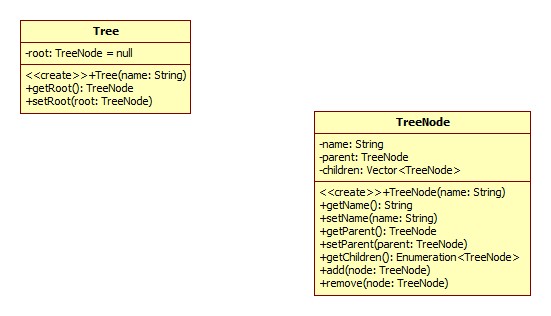 Tree
-root: TreeNode = null
<<create>>+Tree(name: String)
+getRoot(): TreeNode
+setRoot(root: TreeNode)
TreeNode
-name: String
-parent: TreeNode
-children: Vector<TreeNode>
<<create>>+TreeNode(name: String)
+getName(): String
+setName(name: String)
+getParent(): TreeNode
+setParent(parent: TreeNode)
+getChildren(): Enumeration<TreeNode>
+add(node: TreeNode)
+remove(node: TreeNode)